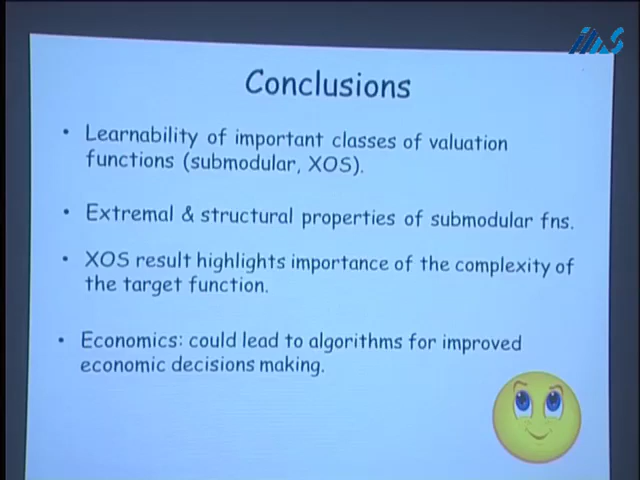 ims
Conclusions
• Learnability of important classes of valuation
functions (submodular, XOS).
• Extremal & structural properties of submodular fns.
• XOS result highlights importance of the complexity of
the target function.
• Economics: could lead to algorithms for improved
economic decisions making.